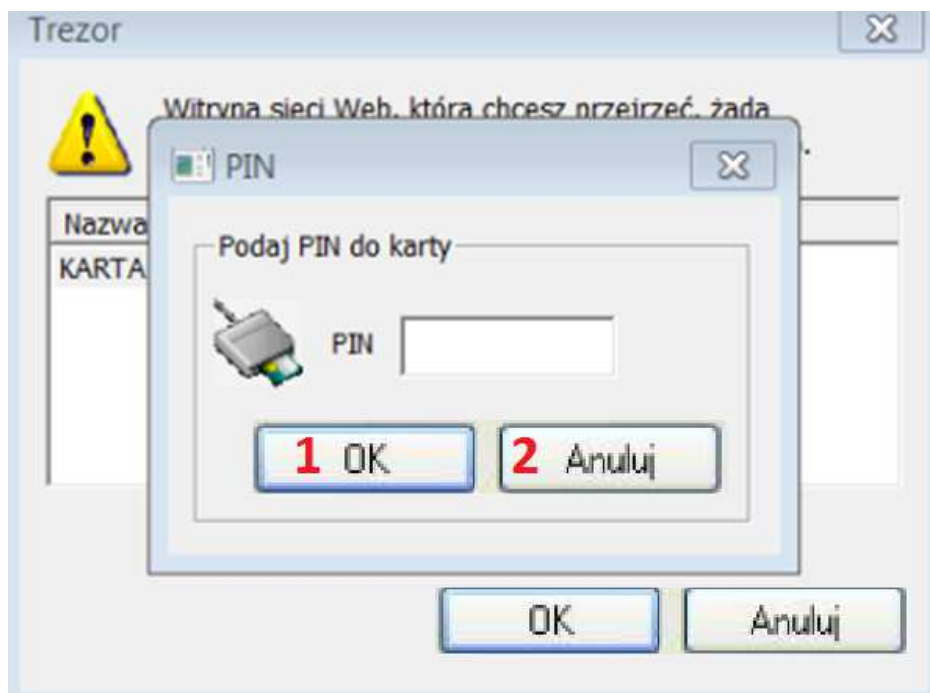 Trezor
Witryna sieci Web, którą chcesz przejrzeć, żąda
PIN
Nazwa
KARTA
Podaj PIN do karty
PIN
1 OK
2 Anuluj
OK
Anuluj